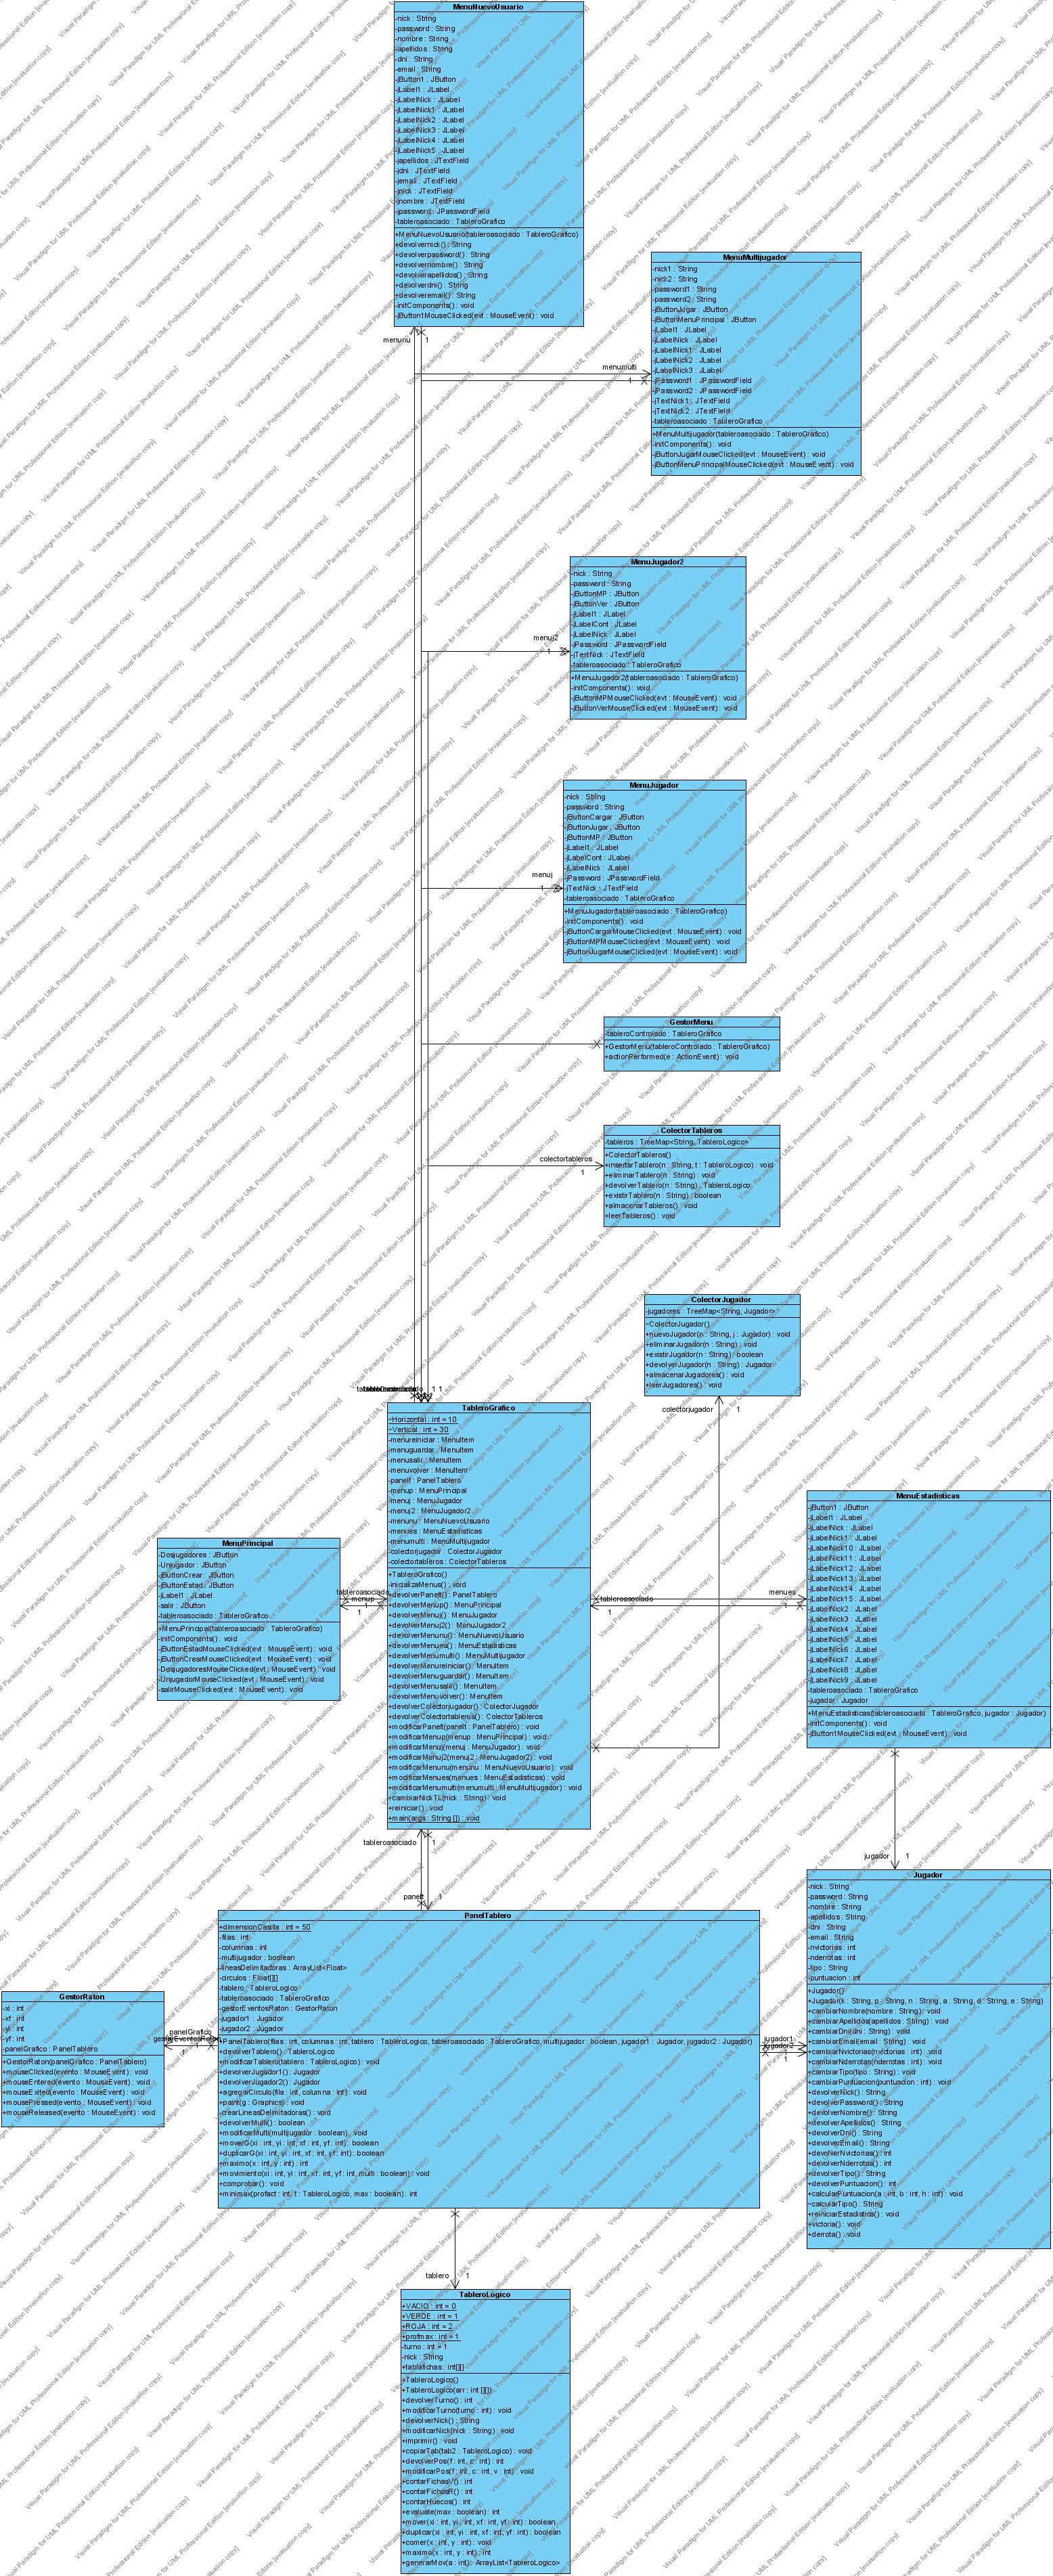 MenuNuevoUsuario
-nick : String
-password : String
-nombre : String
-apellidos : String
-dni : String
-email : String
-jButton1 : JButton
-jLabel1 : JLabel
-jLabelNick : JLabel
-jLabelNick1 : JLabel
-jLabelNick2 : JLabel
-jLabelNick3 : JLabel
-jLabelNick4 : JLabel
-jLabelNick5 : JLabel
-japellidos : JTextField
-jdni : JTextField
-jemail : JTextField
-jnick : JTextField
-jnombre : JTextField
-jpassword : JPasswordField
-tableroasociado : TableroGrafico
+MenuNuevoUsuario(tableroasociado : TableroGrafico)
+devolvernick() : String
+devolverpassword() : String
+devolvernombre() : String
+devolverapellidos() : String
+devolverdni() : String
+devolveremail() : String
-initComponents() : void
-jButton1MouseClicked(evt : MouseEvent) : void
menunu
1
MenuMultijugador
-nick1 : String
-nick2 : String
-password1 : String
-password2 : String
-jButtonJugar : JButton
-jButtonMenuPrincipal : JButton
-jLabel1 : JLabel
-jLabelNick : JLabel
-jLabelNick1 : JLabel
-jLabelNick2 : JLabel
-jLabelNick3 : JLabel
-jPassword1 : JPasswordField
-jPassword2 : JPasswordField
-jTextNick1 : JTextField
-jTextNick2 : JTextField
-tableroasociado : TableroGrafico
+MenuMultijugador(tableroasociado : TableroGrafico)
-initComponents() : void
-jButtonJugarMouseClicked(evt : MouseEvent) : void
-jButtonMenuPrincipalMouseClicked(evt : MouseEvent) : void
menumulti
1
MenuJugador2
-nick : String
-password : String
-jButtonMP : JButton
-jButtonVer : JButton
-jLabel1 : JLabel
-jLabelCont : JLabel
-jLabelNick : JLabel
-jPassword : JPasswordField
-jTextNick : JTextField
-tableroasociado : TableroGrafico
+MenuJugador2(tableroasociado : TableroGrafico)
-initComponents() : void
-jButtonMPMouseClicked(evt : MouseEvent) : void
-jButtonVerMouseClicked(evt : MouseEvent) : void
menuj2
1
MenuJugador
-nick : String
-password : String
-jButtonCargar : JButton
-jButtonJugar : JButton
-jButtonMP : JButton
-jLabel1 : JLabel
-jLabelCont : JLabel
-jLabelNick : JLabel
-jPassword : JPasswordField
-jTextNick : JTextField
-tableroasociado : TableroGrafico
+MenuJugador(tableroasociado : TableroGrafico)
-initComponents() : void
-jButtonCargarMouseClicked(evt : MouseEvent) : void
-jButtonMPMouseClicked(evt : MouseEvent) : void
-jButtonJugarMouseClicked(evt : MouseEvent) : void
menuj
1
GestorMenu
-tableroControlado : TableroGrafico
+GestorMenu(tableroControlado : TableroGrafico)
+actionPerformed(e : ActionEvent) : void
ColectorTableros
-tableros : TreeMap<String, TableroLogico>
+ColectorTableros()
+insertarTablero(n : String, t : TableroLogico) : void
+eliminarTablero(n : String) : void
+devolverTablero(n : String) : TableroLogico
+existirTablero(n : String) : boolean
+almacenarTableros() : void
+leerTableros() : void
colectortableros
1
ColectorJugador
-jugadores : TreeMap<String, Jugador>
~ColectorJugador()
+nuevoJugador(n : String, j : Jugador) : void
+eliminarJugador(n : String) : void
+existirJugador(n : String) : boolean
+devolverJugador(n : String) : Jugador
+almacenarJugadores() : void
+leerJugadores() : void
colectorjugador
1
TableroGrafico
~Horizontal : int = 10
~Vertical : int = 30
-menureiniciar : MenuItem
-menuguardar : MenuItem
-menusalir : MenuItem
-menuvolver : MenuItem
-panelt : PanelTablero
-menup : MenuPrincipal
-menuj : MenuJugador
-menuj2 : MenuJugador2
-menunu : MenuNuevoUsuario
-menues : MenuEstadisticas
-menumulti : MenuMultijugador
-colectorjugador : ColectorJugador
-colectortableros : ColectorTableros
+TableroGrafico()
-inicializaMenus() : void
+devolverPanelt() : PanelTablero
+devolverMenup() : MenuPrincipal
+devolverMenuj() : MenuJugador
+devolverMenuj2() : MenuJugador2
+devolverMenunu() : MenuNuevoUsuario
+devolverMenues() : MenuEstadisticas
+devolverMenumulti() : MenuMultijugador
+devolverMenureiniciar() : MenuItem
+devolverMenuguardar() : MenuItem
+devolverMenusalir() : MenuItem
+devolverMenuvolver() : MenuItem
+devolverColectorjugador() : ColectorJugador
+devolverColectortableros() : ColectorTableros
+modificarPanelt(panelt : PanelTablero) : void
+modificarMenup(menup : MenuPrincipal) : void
+modificarMenuj(menuj : MenuJugador) : void
+modificarMenuj2(menuj2 : MenuJugador2) : void
+modificarMenunu(menunu : MenuNuevoUsuario) : void
+modificarMenues(menues : MenuEstadisticas) : void
+modificarMenumulti(menumulti : MenuMultijugador) : void
+cambiarNickTL(nick : String) : void
+reiniciar() : void
+main(args : String []) : void
MenuPrincipal
-Dosjugadores : JButton
-Unjugador : JButton
-jButtonCrear : JButton
-jButtonEstad : JButton
-jLabel1 : JLabel
-salir : JButton
-tableroasociado : TableroGrafico
+MenuPrincipal(tableroasociado : TableroGrafico)
-initComponents() : void
-jButtonEstadMouseClicked(evt : MouseEvent) : void
-jButtonCrearMouseClicked(evt : MouseEvent) : void
-DosjugadoresMouseClicked(evt : MouseEvent) : void
-UnjugadorMouseClicked(evt : MouseEvent) : void
-salirMouseClicked(evt : MouseEvent) : void
tableroasociado
menup
1
1
MenuEstadisticas
-jButton1 : JButton
-jLabel1 : JLabel
-jLabelNick : JLabel
-jLabelNick1 : JLabel
-jLabelNick10 : JLabel
-jLabelNick11 : JLabel
-jLabelNick12 : JLabel
-jLabelNick13 : JLabel
-jLabelNick14 : JLabel
-jLabelNick15 : JLabel
-jLabelNick2 : JLabel
-jLabelNick3 : JLabel
-jLabelNick4 : JLabel
-jLabelNick5 : JLabel
-jLabelNick6 : JLabel
-jLabelNick7 : JLabel
-jLabelNick8 : JLabel
-jLabelNick9 : JLabel
-tableroasociado : TableroGrafico
-jugador : Jugador
+MenuEstadisticas(tableroasociado : TableroGrafico, jugador : Jugador)
-initComponents() : void
-jButton1MouseClicked(evt : MouseEvent) : void
tableroasociado
menues
1
1
tableroasociado
1
panelt
1
jugador
1
PanelTablero
+dimensionCasilla : int = 50
-filas : int
-columnas : int
-multijugador : boolean
-lineasDelimitadoras : ArrayList<Float>
-circulos : Float[][]
-tablero : TableroLogico
-tableroasociado : TableroGrafico
-gestorEventosRaton : GestorRaton
-jugador1 : Jugador
-jugador2 : Jugador
+PanelTablero(filas : int, columnas : int, tablero : TableroLogico, tableroasociado : TableroGrafico, multijugador : boolean, jugador1 : Jugador, jugador2 : Jugador)
+devolverTablero() : TableroLogico
+modificarTablero(tablero : TableroLogico) : void
+devolverJugador1() : Jugador
+devolverJugador2() : Jugador
+agregarCirculo(fila : int, columna : int) : void
+paint(g : Graphics) : void
-crearLineasDelimitadoras() : void
+devolverMulti() : boolean
+modificarMulti(multijugador : boolean) : void
+moverG(xi : int, yi : int, xf : int, yf : int) : boolean
+duplicarG(xi : int, yi : int, xf : int, yf : int) : boolean
+maximo(x : int, y : int) : int
+movimiento(xi : int, yi : int, xf : int, yf : int, multi : boolean) : void
+comprobar() : void
+minimax(profact : int, t : TableroLogico, max : boolean) : int
GestorRaton
-xi : int
-xf : int
-yi : int
-yf : int
-panelGrafico : PanelTablero
+GestorRaton(panelGrafico : PanelTablero)
+mouseClicked(evento : MouseEvent) : void
+mouseEntered(evento : MouseEvent) : void
+mouseExited(evento : MouseEvent) : void
+mousePressed(evento : MouseEvent) : void
+mouseReleased(evento : MouseEvent) : void
panelGrafico
1
1
jugador1
jugador2
1
Jugador
-nick : String
-password : String
-nombre : String
-apellidos : String
-dni : String
-email : String
-nvictorias : int
-nderrotas : int
-tipo : String
-puntuacion : int
+Jugador()
+Jugador(k : String, p : String, n : String, a : String, d : String, e : String)
+cambiarNombre(nombre : String) : void
+cambiarApellidos(apellidos : String) : void
+cambiarDni(dni : String) : void
+cambiarEmail(email : String) : void
+cambiarNvictorias(nvictorias : int) : void
+cambiarNderrotas(nderrotas : int) : void
+cambiarTipo(tipo : String) : void
+cambiarPuntuacion(puntuacion : int) : void
+devolverNick() : String
+devolverPassword() : String
+devolverNombre() : String
+devolverApellidos() : String
+devolverDni() : String
+devolverEmail() : String
+devolverNvictorias() : int
+devolverNderrotas() : int
+devolverTipo() : String
+devolverPuntuacion() : int
+calcularPuntuacion(a : int, b : int, h : int) : void
~calcularTipo() : String
+reiniciarEstadistica() : void
+victoria() : void
+derrota() : void
tablero
1
TableroLogico
+VACIO : int = 0
+VERDE : int = 1
+ROJA : int = 2
+profmax : int = 1
-turno : int = 1
-nick : String
+tablafichas : int[][]
+TableroLogico()
+TableroLogico(arr : int [][])
+devolverTurno() : int
+modificarTurno(turno : int) : void
+devolverNick() : String
+modificarNick(nick : String) : void
+imprimir() : void
+copiarTab(tab2 : TableroLogico) : void
+devolverPos(f : int, c : int) : int
+modificarPos(f : int, c : int, v : int) : void
+contarFichasV() : int
+contarFichasR() : int
+contarHuecos() : int
+evaluate(max : boolean) : int
+mover(xi : int, yi : int, xf : int, yf : int) : boolean
+duplicar(xi : int, yi : int, xf : int, yf : int) : boolean
+comer(x : int, y : int) : void
+maximo(x : int, y : int) : int
+generarMov(a : int) : ArrayList<TableroLogico>
Visual Paradigm for UML Professional Edition [evaluation copy]